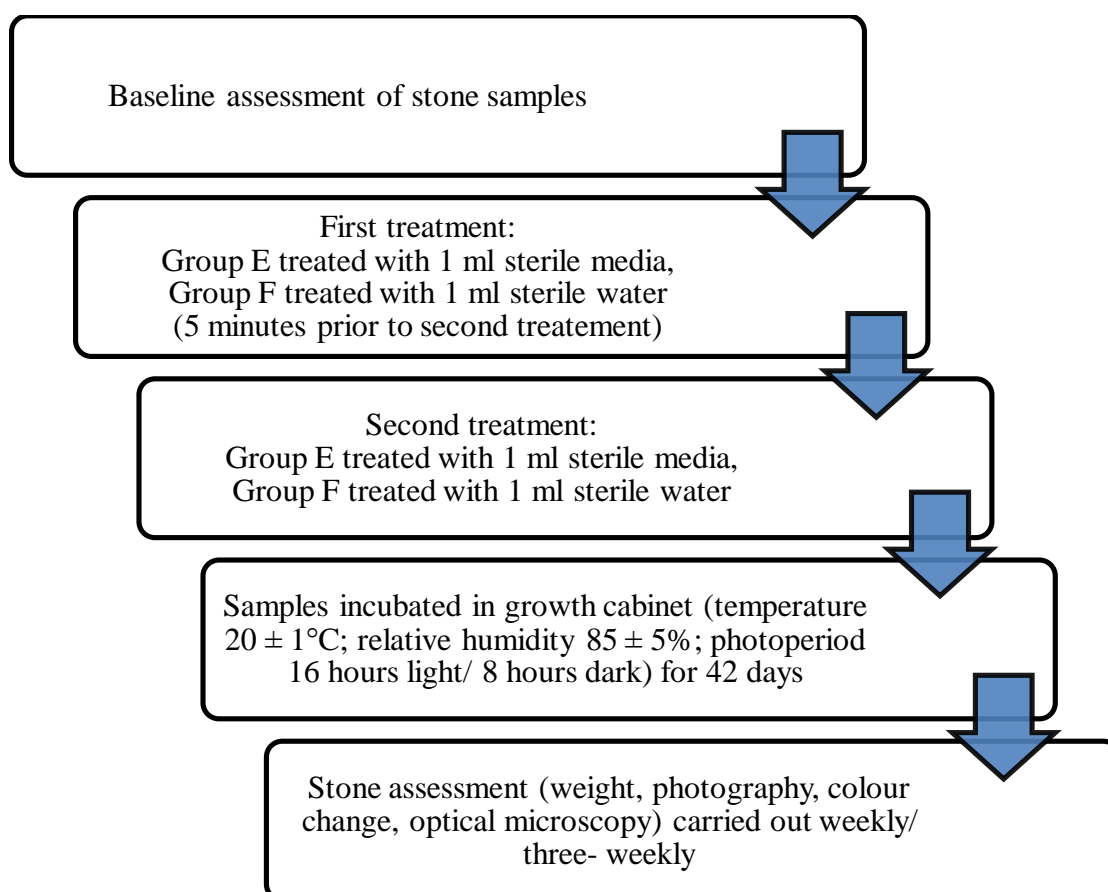 Baseline assessment of stone samples
First treatment:
Group E treated with 1 ml sterile media,
Group F treated with 1 ml sterile water
(5 minutes prior to second treatement)
Second treatment:
Group E treated with 1 ml sterile media,
Group F treated with 1 ml sterile water
Samples incubated in growth cabinet (temperature
20 ± 1°C; relative humidity 85 ± 5%; photoperiod
16 hours light/ 8 hours dark) for 42 days
Stone assessment (weight, photography, colour
change, optical microscopy) carried out weekly/
three- weekly